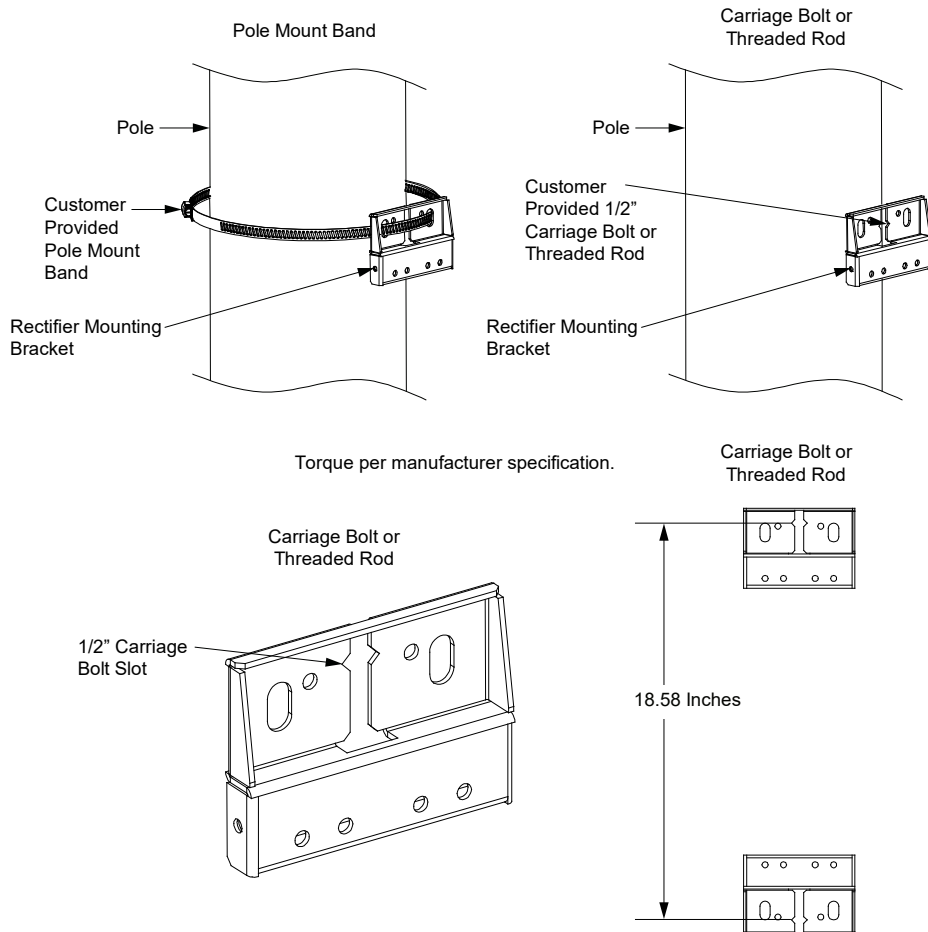 Pole Mount Band
Pole
Customer
Provided
Pole Mount
Band
Rectifier Mounting
Bracket
Carriage Bolt or
Threaded Rod
Pole
Customer
Provided 1/2”
Carriage Bolt or
Threaded Rod
Rectifier Mounting
Bracket
Torque per manufacturer specification.
Carriage Bolt or
Threaded Rod
1/2” Carriage
Bolt Slot
Carriage Bolt or
Threaded Rod
18.58 Inches